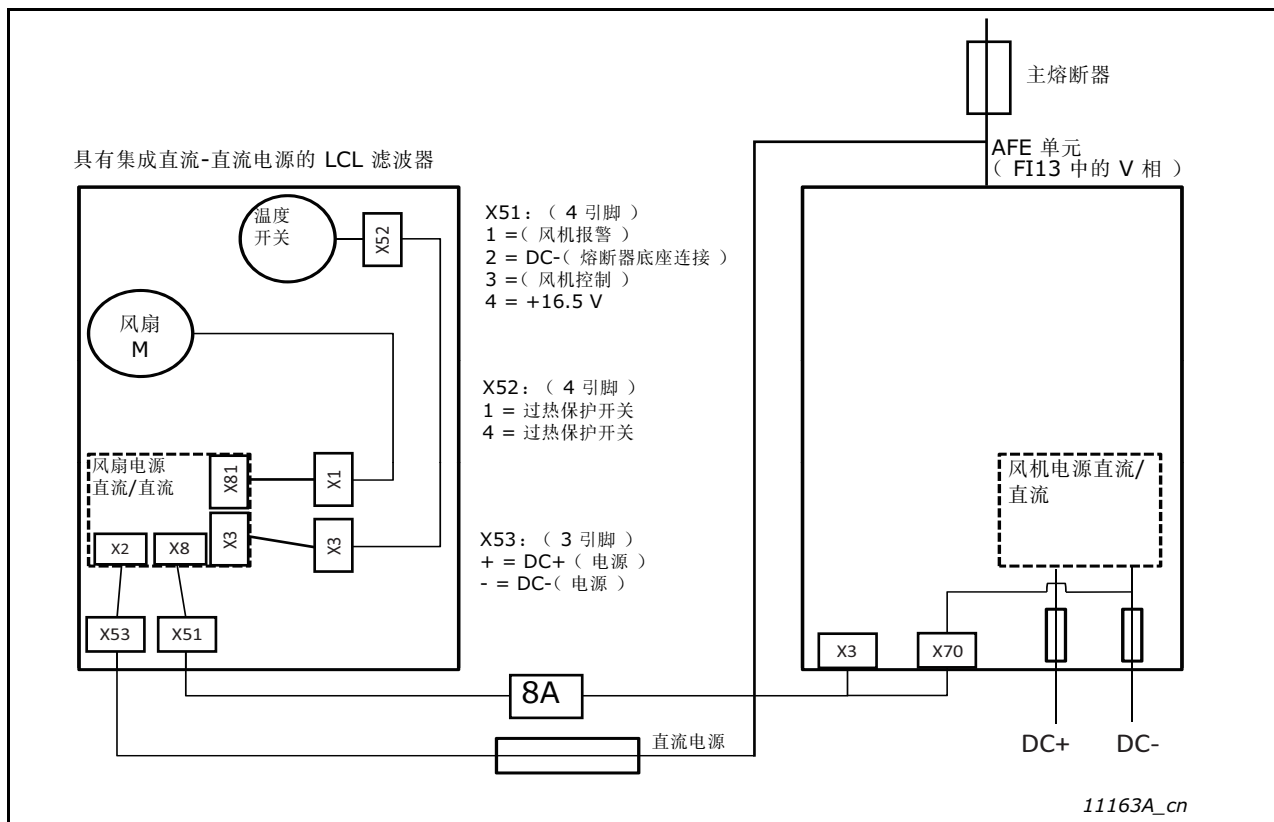 主熔断器
具有集成直流-直流电源的 LCL 滤波器
AFE 单元
（ FI13 中的 V 相 ）
温度
开关
X52
X51：（ 4 引脚 ）
1 =（ 风机报警 ）
2 = DC-（ 熔断器底座连接 ）
3 =（ 风机控制 ）
4 = +16.5 V
风扇
M
X52：（ 4 引脚 ）
1 = 过热保护开关
4 = 过热保护开关
风扇电源
直流/直流
X81
X1
风机电源直流/
直流
X2
X8
X3
X3
X53：（ 3 引脚 ）
+ = DC+（ 电源 ）
- = DC-（ 电源 ）
X53
X51
X3
X70
8A
直流电源
DC+
DC-
11163A_cn